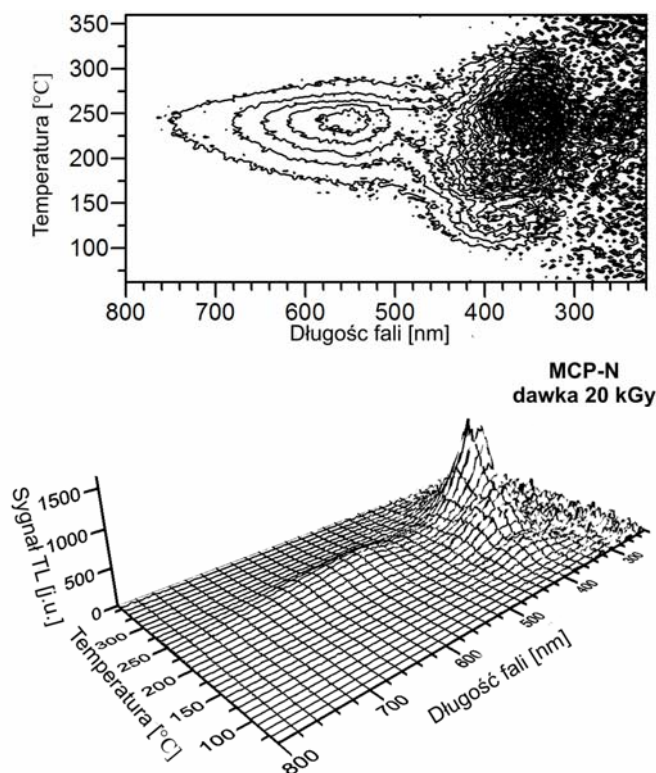 350
300
250
200
150
100
Temperatura [°C]
800 700 600 500 400 300
Długość fali [nm]
MCP-N
dawka 20 kGy
1500
1000
500
0
Sygnał TL [j.u.]
300
250
200
150
100
Temperatura [°C]
800
700
600
500
400
300
Długość fali [nm]